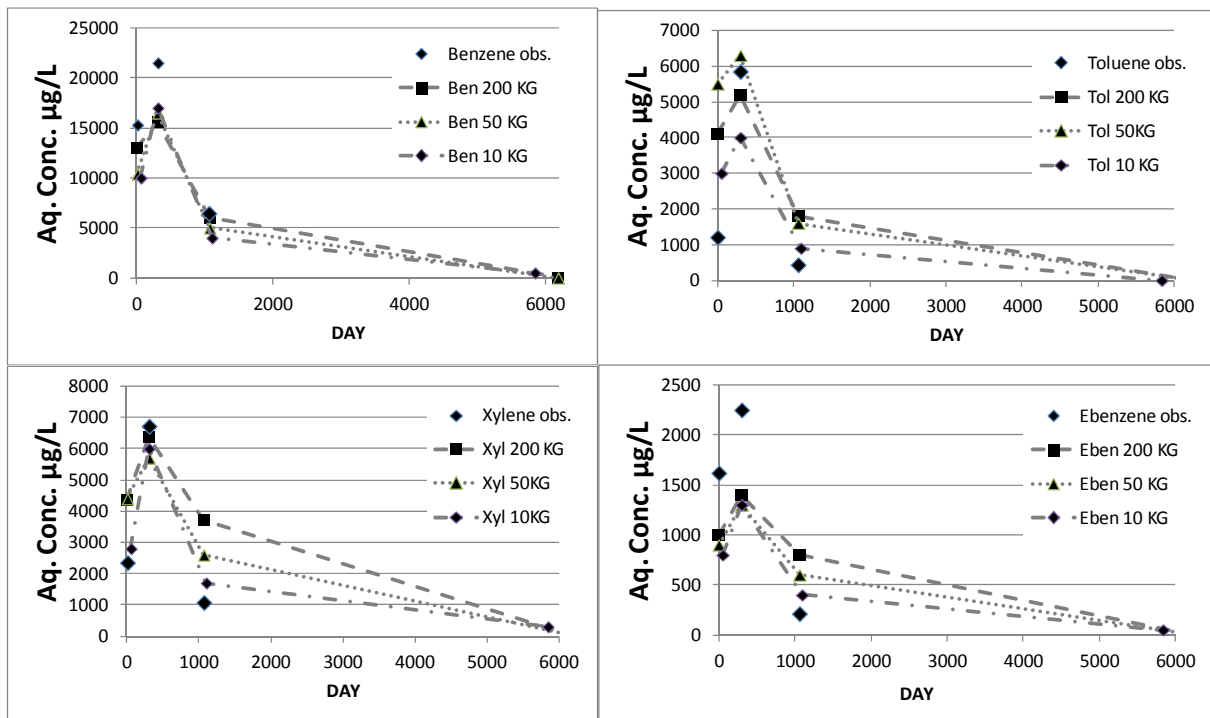 25000
20000
15000
10000
5000
0
Aq. Conc. µg/L
0 2000 4000 6000
DAY
Benzene obs.
Ben 200 KG
Ben 50 KG
Ben 10 KG
7000
6000
5000
4000
3000
2000
1000
0
Aq. Conc. µg/L
0 1000 2000 3000 4000 5000 6000
DAY
Toluene obs.
Tol 200 KG
Tol 50KG
Tol 10 KG
8000
7000
6000
5000
4000
3000
2000
1000
0
Aq. Conc. µg/L
0 1000 2000 3000 4000 5000 6000
DAY
Xylene obs.
Xyl 200 KG
Xyl 50KG
Xyl 10KG
2500
2000
1500
1000
500
0
Aq. Conc. µg/L
0 1000 2000 3000 4000 5000 6000
DAY
Ebenzene obs.
Eben 200 KG
Eben 50 KG
Eben 10 KG